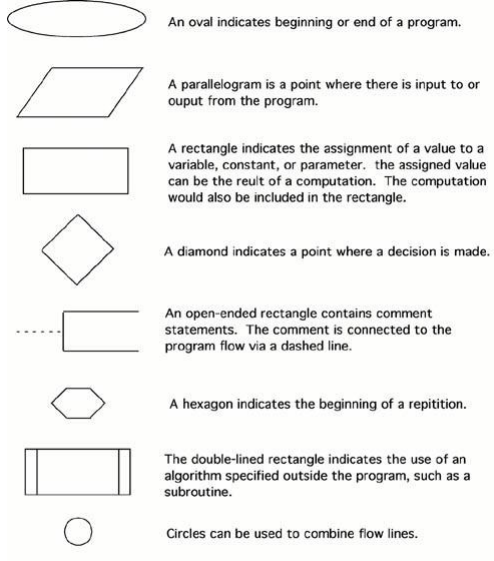 An oval indicates beginning or end of a program.
A parallelogram is a point where there is input to or
ouput from the program.
A rectangle indicates the assignment of a value to a
variable, constant, or parameter. the assigned value
can be the reult of a computation. The computation
would also be included in the rectangle.
A diamond indicates a point where a decision is made.
An open-ended rectangle contains comment
statements. The comment is connected to the
program flow via a dashed line.
A hexagon indicates the beginning of a repitition.
The double-lined rectangle indicates the use of an
algorithm specified outside the program, such as a
subroutine.
Circles can be used to combine flow lines.